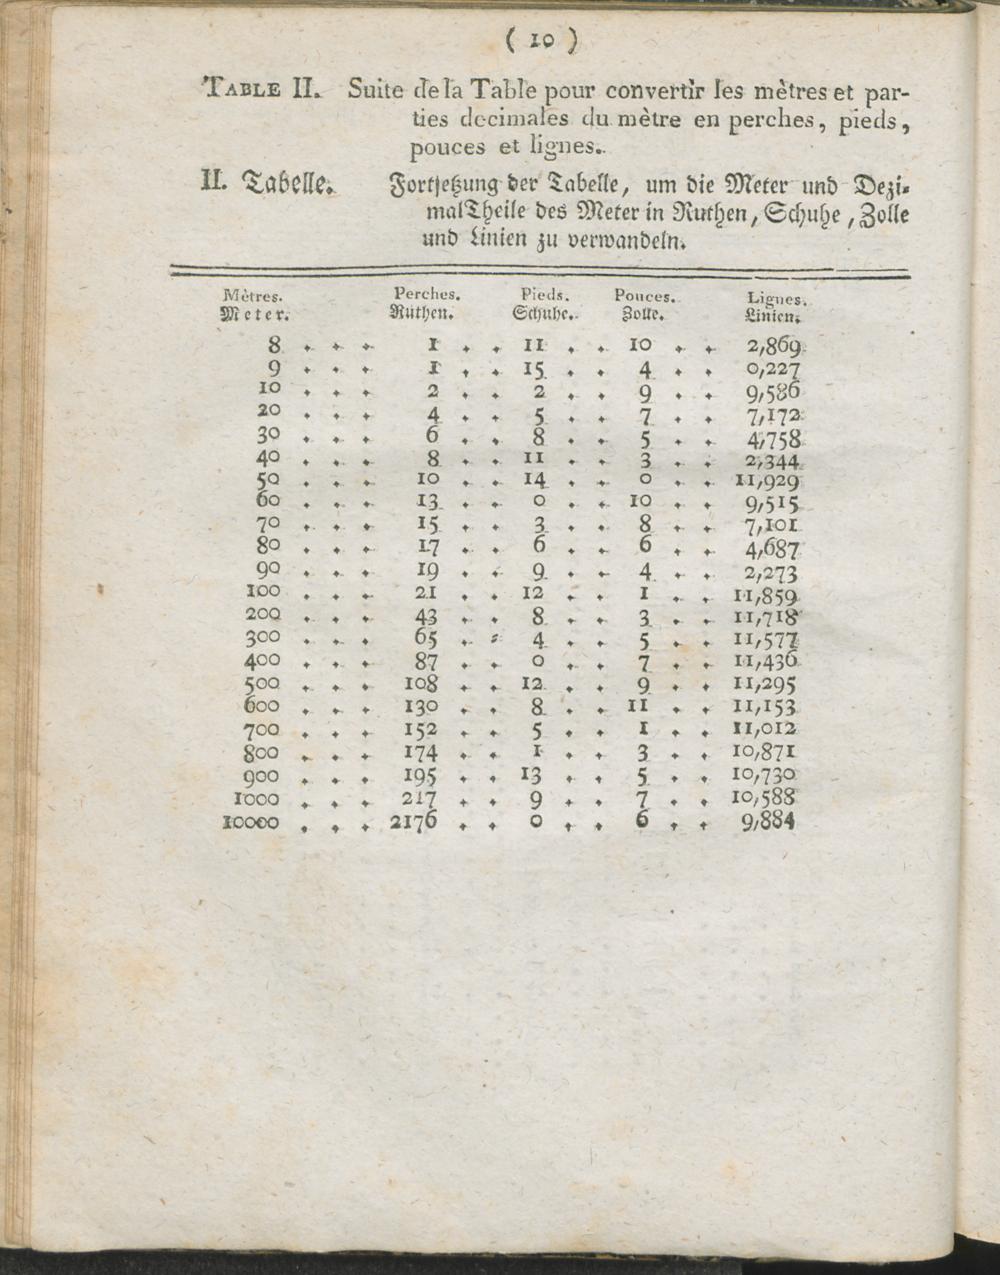 ( 10 )
TABLE II. Suite de la Table pour convertir les mètres et par-
ties decimales du mètre en perches, pieds,
pouces et lignes.
II. Tabelle. Fortsetzung der Tabelle, um die Meter und Dezi-
malTheile des Meter in Ruthen, Schuhe, Zolle
und Linien zu verwandeln.
Mètres. Perches. Pieds. Pouces. Lignes.
Meter. Ruthen. Schuhe. Zolle. Linien.
8 . . . 1 . . 11 . . 10 . . 2,869
9 . . . 1 . . 15 . . 4 . . 0,227
10 . . . 2 . . 2 . . 9 . . 9,586
20 . . . 4 . . 5 . . 7 . . 7,172
30 . . . 6 . . 8 . . 5 . . 4,758
40 . . . 8 . . 11 . . 3 . . 2,344
50 . . . 10 . . 14 . . 0 . . 11,929
60 . . . 13 . . 0 . . 10 . . 9,515
70 . . . 15 . . 3 . . 8 . . 7,101
80 . . . 17 . . 6 . . 6 . . 4,687
90 . . . 19 . . 9 . . 4 . . 2,273
100 . . . 21 . . 12 . . 1 . . 11,859
200 . . . 43 . . 8 . . 3 . . 11,718
300 . . . 65 . . 4 . . 5 . . 11,577
400 . . . 87 . . 0 . . 7 . . 11,436
500 . . . 108 . . 12 . . 9 . . 11,295
600 . . . 130 . . 8 . . 11 . . 11,153
700 . . . 152 . . 5 . . 1 . . 11,012
800 . . . 174 . . 1 . . 3 . . 10,871
900 . . . 195 . . 13 . . 5 . . 10,730
1000 . . . 217 . . 9 . . 7 . . 10,588
10000 . . . 2176 . . 0 . . 6 . . 9,884